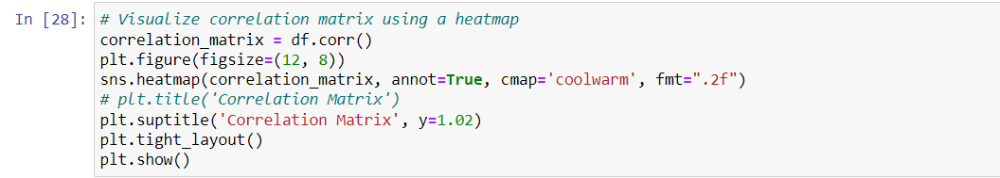 In [28]: # Visualize correlation matrix using a heatmap
correlation_matrix = df.corr()
plt.figure(figsize=(12, 8))
sns.heatmap(correlation_matrix, annot=True, cmap='coolwarm', fmt=".2f")
# plt.title('Correlation Matrix')
plt.suptitle('Correlation Matrix', y=1.02)
plt.tight_layout()
plt.show()